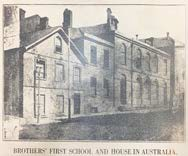 BROTHERS' FIRST SCHOOL AND HOUSE IN AUSTRALIA.